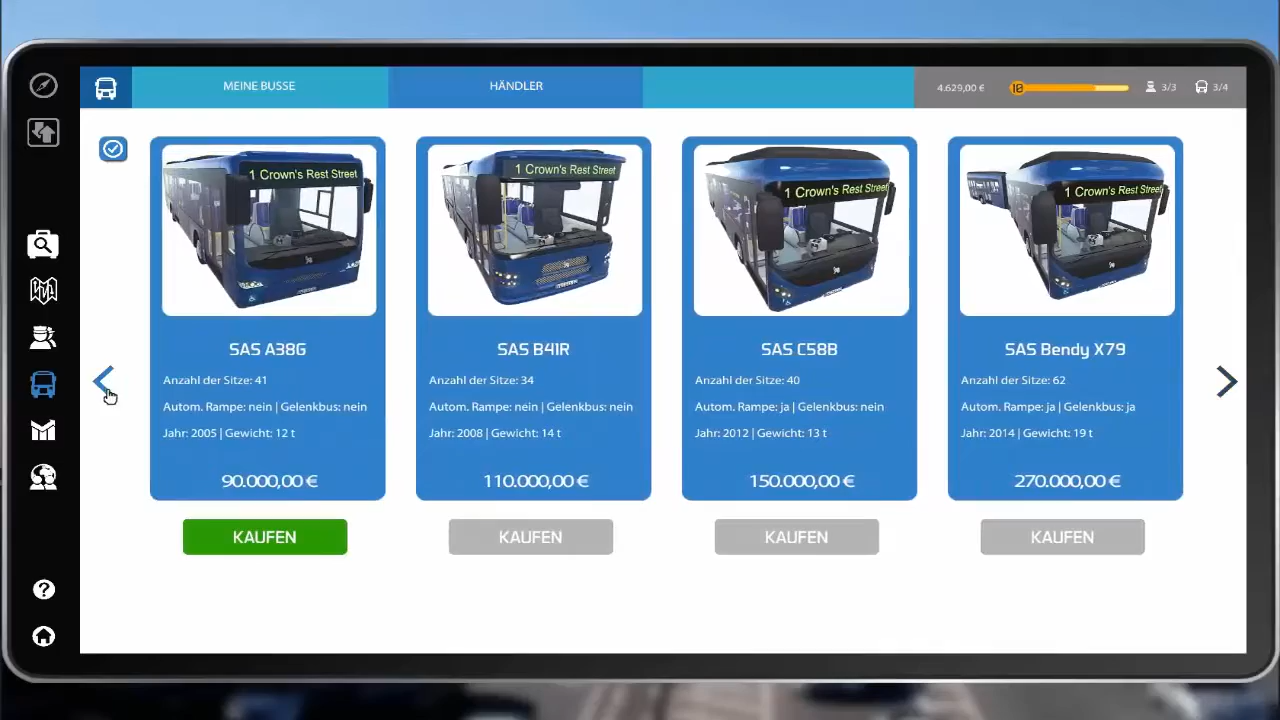 MEINE BUSSE
HÄNDLER
4.629,00 €
10
3/3
3/4
1 Crown's Rest Street
1 Crown's Rest Street
1 Crown's Rest Street
1 Crown's Rest Street
SAS A38G
Anzahl der Sitze: 41
Autom. Rampe: nein | Gelenkbus: nein
Jahr: 2005 | Gewicht: 12 t
90.000,00 €
KAUFEN
SAS B41R
Anzahl der Sitze: 34
Autom. Rampe: nein | Gelenkbus: nein
Jahr: 2008 | Gewicht: 14 t
110.000,00 €
KAUFEN
SAS C58B
Anzahl der Sitze: 40
Autom. Rampe: ja | Gelenkbus: nein
Jahr: 2012 | Gewicht: 13 t
150.000,00 €
KAUFEN
SAS Bendy X79
Anzahl der Sitze: 62
Autom. Rampe: ja | Gelenkbus: ja
Jahr: 2014 | Gewicht: 19 t
270.000,00 €
KAUFEN